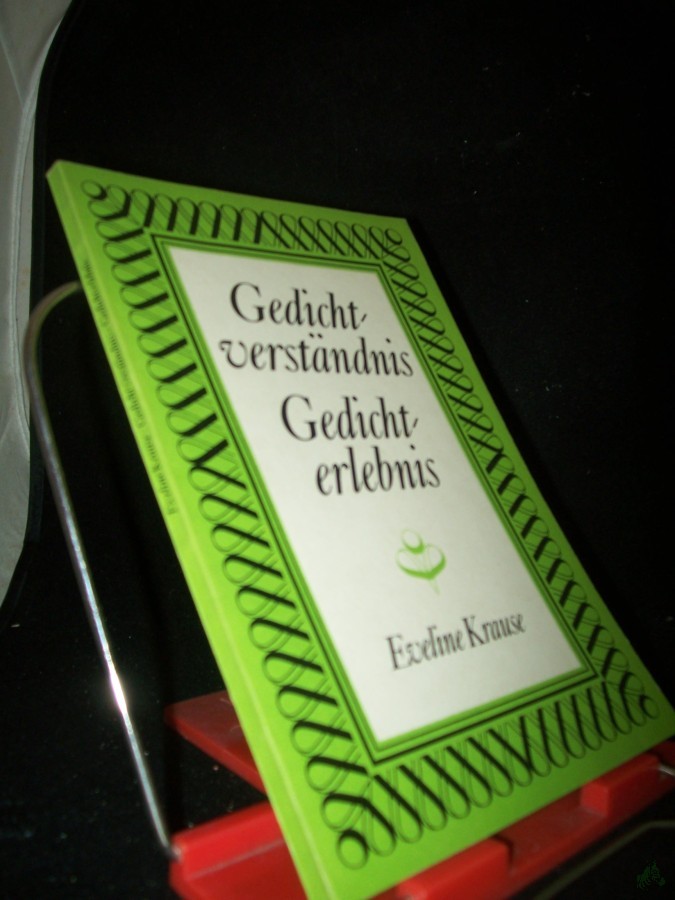 Gedicht-
verständnis
Gedicht-
erlebnis
Eveline Krause